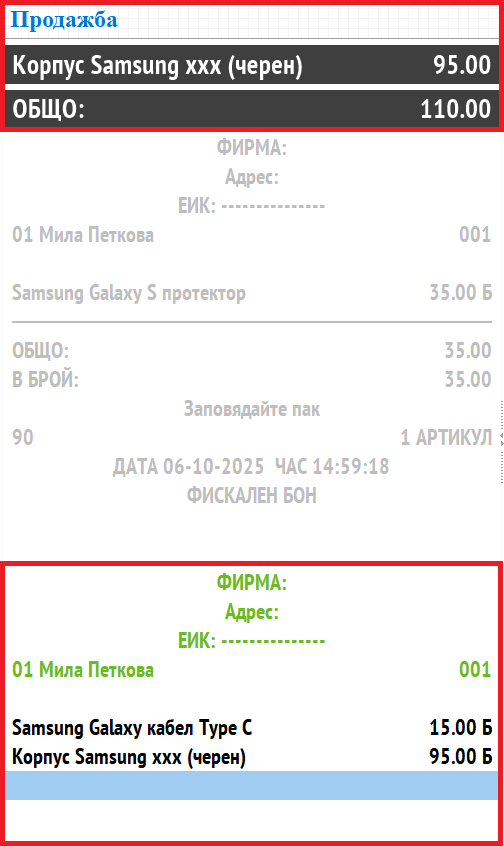 Продажба
Корпус Samsung xxx (черен) 95.00
ОБЩО: 110.00
ФИРМА:
Адрес:
ЕИК: ---------------
01 Мила Петкова 001
Samsung Galaxy S протектор 35.00 Б
ОБЩО: 35.00
В БРОЙ: 35.00
Заповядайте пак
90 1 АРТИКУЛ
ДАТА 06-10-2025 ЧАС 14:59:18
ФИСКАЛЕН БОН
ФИРМА:
Адрес:
ЕИК: ---------------
01 Мила Петкова 001
Samsung Galaxy кабел Type C 15.00 Б
Корпус Samsung xxx (черен) 95.00 Б